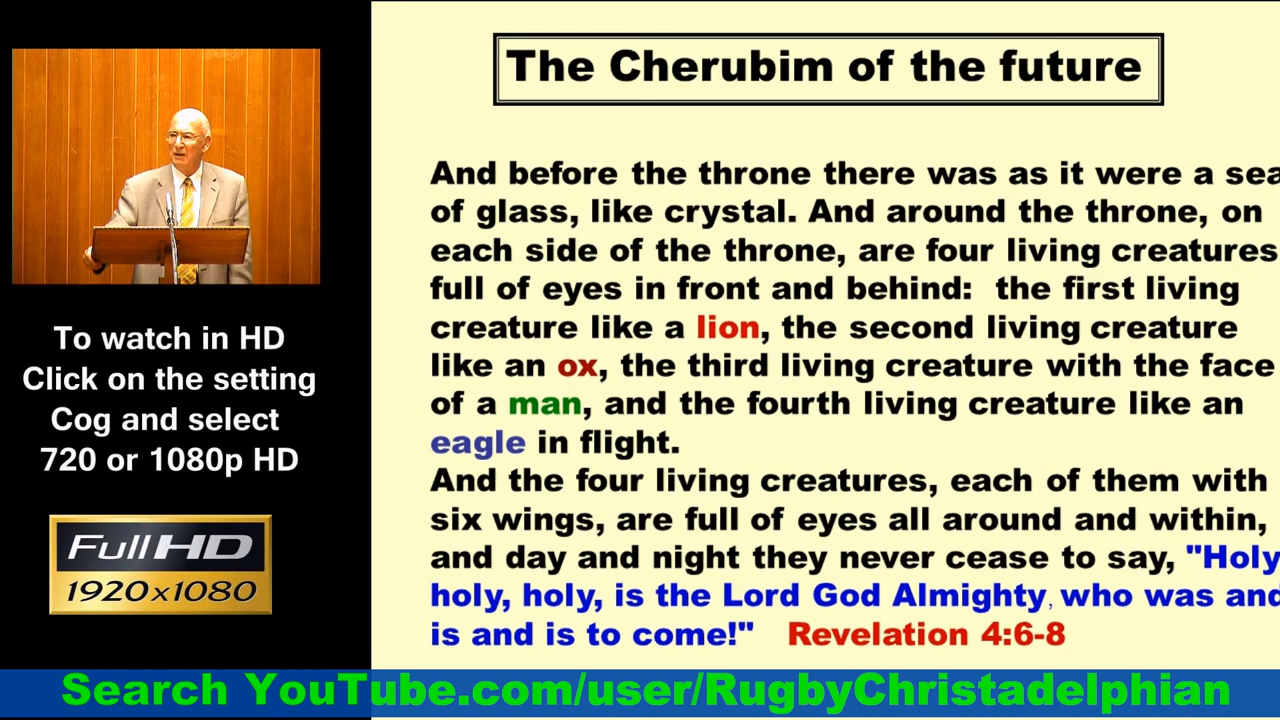 The Cherubim of the future
And before the throne there was as it were a sea
of glass, like crystal. And around the throne, on
each side of the throne, are four living creatures
full of eyes in front and behind: the first living
creature like a lion, the second living creature
like an ox, the third living creature with the face
of a man, and the fourth living creature like an
eagle in flight.
And the four living creatures, each of them with
six wings, are full of eyes all around and within,
and day and night they never cease to say, "Holy
holy, holy, is the Lord God Almighty, who was and
is and is to come!" Revelation 4:6-8
To watch in HD
Click on the setting
Cog and select
720 or 1080p HD
Full HD
1920x1080
Search YouTube.com/user/RugbyChristadelphian